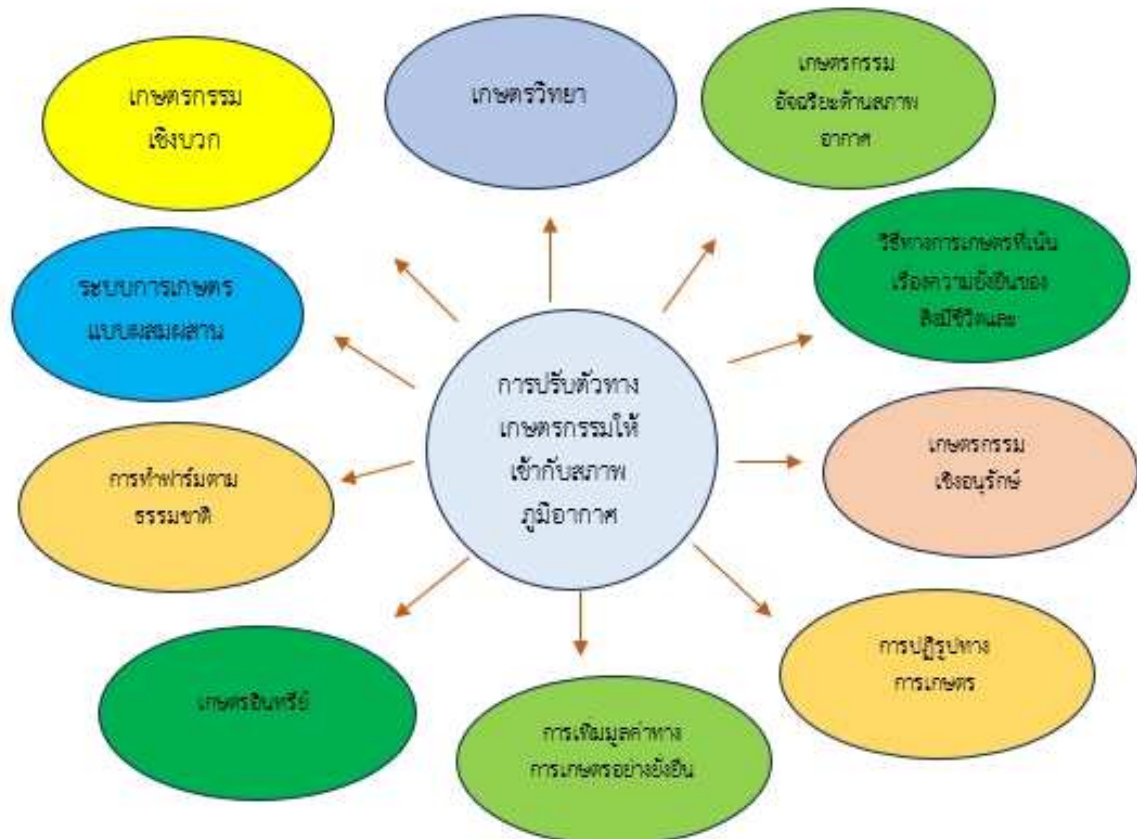 เกษตรกรรม
เชิงบวก
เกษตรวิทยา
เกษตรกรรม
อัจฉริยะด้านสภาพ
อากาศ
วิธีทางการเกษตรที่เน้น
เรื่องความยั่งยืนของ
สิ่งมีชีวิตและ
ระบบการเกษตร
แบบผสมผสาน
การปรับตัวทาง
เกษตรกรรมให้
เข้ากับสภาพ
ภูมิอากาศ
เกษตรกรรม
เชิงอนุรักษ์
การทำฟาร์มตาม
ธรรมชาติ
การปฏิรูปทาง
การเกษตร
เกษตรอินทรีย์
การเพิ่มมูลค่าทาง
การเกษตรอย่างยั่งยืน